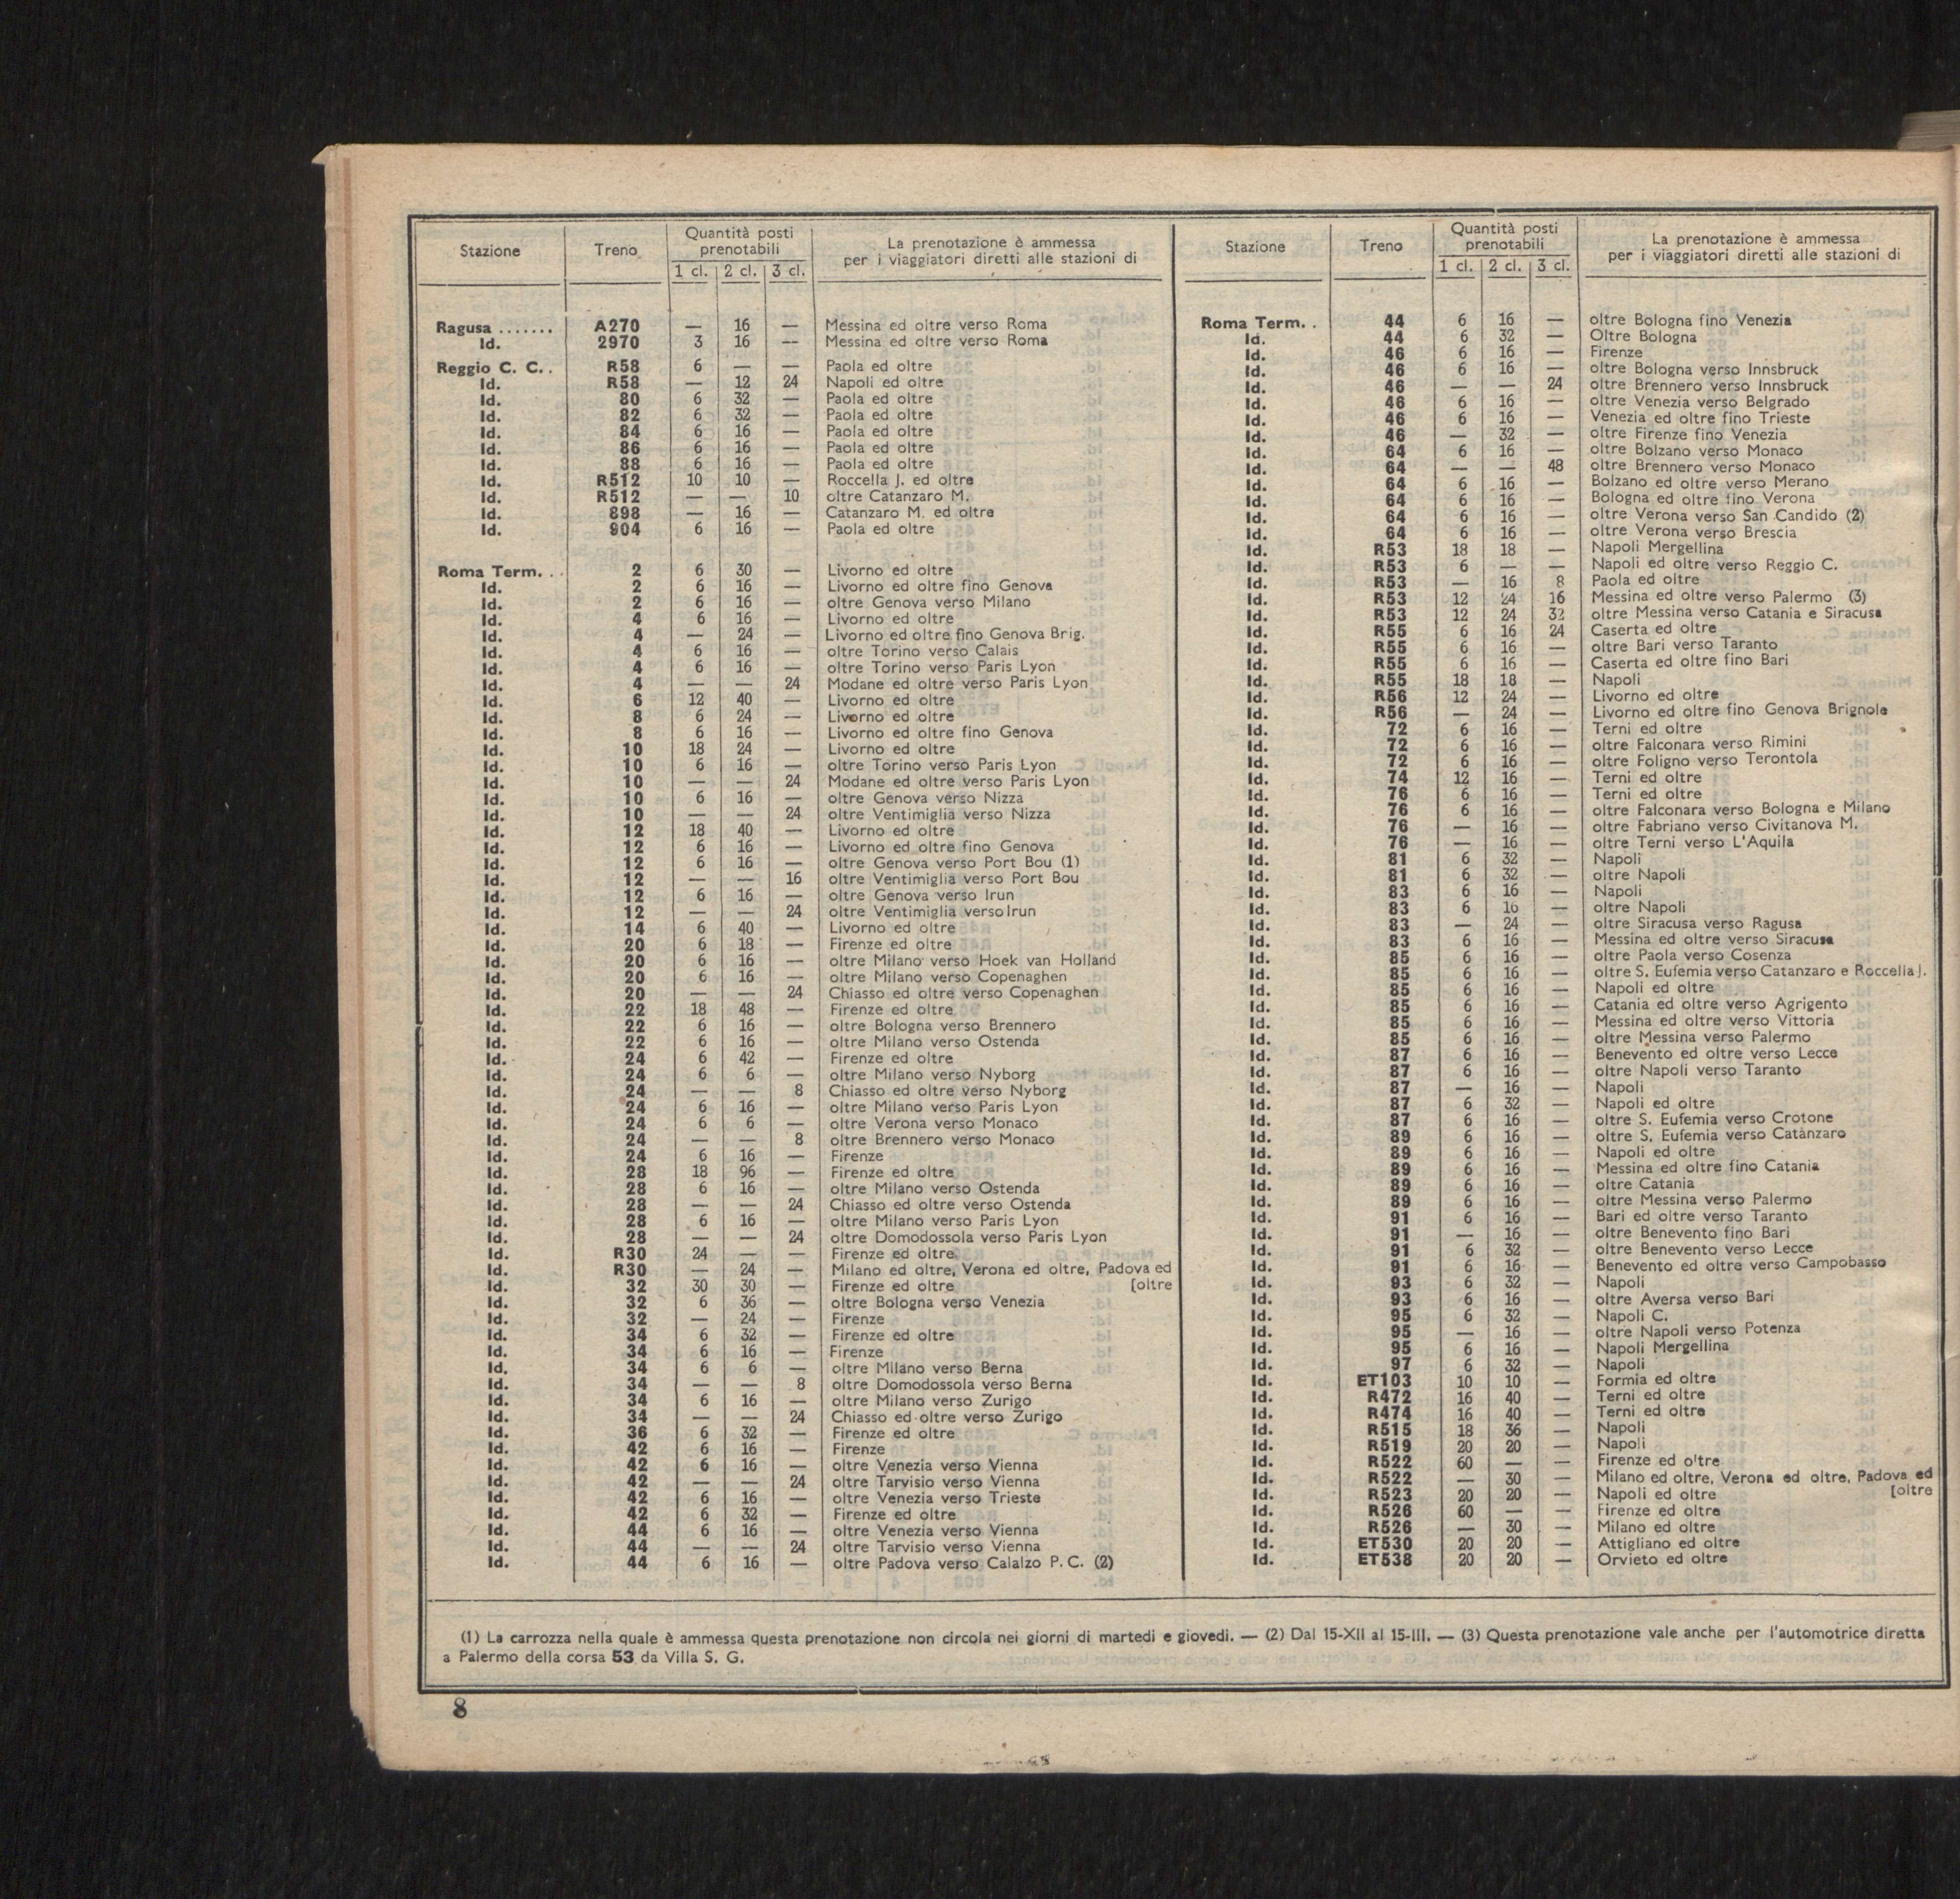 Stazione Treno Quantità posti prenotabili La prenotazione è ammessa per i viaggiatori diretti alle stazioni di
1 cl. 2 cl. 3 cl.
Ragusa ....... A270 — 16 — Messina ed oltre verso Roma
Id. 2970 3 16 — Messina ed oltre verso Roma
Reggio C. C. . R58 6 — — Paola ed oltre
Id. R58 — 12 24 Napoli ed oltre
Id. 80 6 32 — Paola ed oltre
Id. 82 6 32 — Paola ed oltre
Id. 84 6 16 — Paola ed oltre
Id. 86 6 16 — Paola ed oltre
Id. 88 6 16 — Paola ed oltre
Id. R512 10 10 — Roccella J. ed oltre
Id. R512 — — 10 oltre Catanzaro M.
Id. 898 — 16 — Catanzaro M. ed oltre
Id. 904 6 16 — Paola ed oltre
Roma Term. . . 2 6 30 — Livorno ed oltre
Id. 2 6 16 — Livorno ed oltre fino Genova
Id. 2 6 16 — oltre Genova verso Milano
Id. 4 6 16 — Livorno ed oltre
Id. 4 — 24 — Livorno ed oltre fino Genova Brig.
Id. 4 6 16 — oltre Torino verso Calais
Id. 4 6 16 — oltre Torino verso Paris Lyon
Id. 4 — — 24 Modane ed oltre verso Paris Lyon
Id. 6 12 40 — Livorno ed oltre
Id. 8 6 24 — Livorno ed oltre
Id. 8 6 16 — Livorno ed oltre fino Genova
Id. 10 18 24 — Livorno ed oltre
Id. 10 6 16 — oltre Torino verso Paris Lyon
Id. 10 — — 24 Modane ed oltre verso Paris Lyon
Id. 10 6 16 — oltre Genova verso Nizza
Id. 10 — — 24 oltre Ventimiglia verso Nizza
Id. 12 18 40 — Livorno ed oltre
Id. 12 6 16 — Livorno ed oltre fino Genova
Id. 12 6 16 — oltre Genova verso Port Bou (1)
Id. 12 — — 16 oltre Ventimiglia verso Port Bou
Id. 12 6 16 — oltre Genova verso Irun
Id. 12 — — 24 oltre Ventimiglia verso Irun
Id. 14 6 40 — Livorno ed oltre
Id. 20 6 18 — Firenze ed oltre
Id. 20 6 16 — oltre Milano verso Hoek van Holland
Id. 20 6 16 — oltre Milano verso Copenaghen
Id. 20 — — 24 Chiasso ed oltre verso Copenaghen
Id. 22 18 48 — Firenze ed oltre
Id. 22 6 16 — oltre Bologna verso Brennero
Id. 22 6 16 — oltre Milano verso Ostenda
Id. 24 6 42 — Firenze ed oltre
Id. 24 6 6 — oltre Milano verso Nyborg
Id. 24 — — 8 Chiasso ed oltre verso Nyborg
Id. 24 6 16 — oltre Milano verso Paris Lyon
Id. 24 6 6 — oltre Verona verso Monaco
Id. 24 — — 8 oltre Brennero verso Monaco
Id. 24 6 16 — Firenze
Id. 28 18 96 — Firenze ed oltre
Id. 28 6 16 — oltre Milano verso Ostenda
Id. 28 — — 24 Chiasso ed oltre verso Ostenda
Id. 28 6 16 — oltre Milano verso Paris Lyon
Id. 28 — — 24 oltre Domodossola verso Paris Lyon
Id. R30 24 — — Firenze ed oltre
Id. R30 — 24 — Milano ed oltre, Verona ed oltre, Padova ed
Id. 32 30 30 — Firenze ed oltre [oltre
Id. 32 6 36 — oltre Bologna verso Venezia
Id. 32 — 24 — Firenze
Id. 34 6 32 — Firenze ed oltre
Id. 34 6 16 — Firenze
Id. 34 6 6 — oltre Milano verso Berna
Id. 34 — — 8 oltre Domodossola verso Berna
Id. 34 6 16 — oltre Milano verso Zurigo
Id. 34 — — 24 Chiasso ed oltre verso Zurigo
Id. 36 6 32 — Firenze ed oltre
Id. 42 6 16 — Firenze
Id. 42 6 16 — oltre Venezia verso Vienna
Id. 42 — — 24 oltre Tarvisio verso Vienna
Id. 42 6 16 — oltre Venezia verso Trieste
Id. 42 6 32 — Firenze ed oltre
Id. 44 6 16 — oltre Venezia verso Vienna
Id. 44 — — 24 oltre Tarvisio verso Vienna
Id. 44 6 16 — oltre Padova verso Calalzo P. C. (2)
Stazione Treno Quantità posti prenotabili La prenotazione è ammessa per i viaggiatori diretti alle stazioni di
1 cl. 2 cl. 3 cl.
Roma Term. . 44 6 16 — oltre Bologna fino Venezia
Id. 44 6 32 — Oltre Bologna
Id. 46 6 16 — Firenze
Id. 46 6 16 — oltre Bologna verso Innsbruck
Id. 46 — — 24 oltre Brennero verso Innsbruck
Id. 46 6 16 — oltre Venezia verso Belgrado
Id. 46 6 16 — Venezia ed oltre fino Trieste
Id. 46 — 32 — oltre Firenze fino Venezia
Id. 64 6 16 — oltre Bolzano verso Monaco
Id. 64 — — 48 oltre Brennero verso Monaco
Id. 64 6 16 — Bolzano ed oltre verso Merano
Id. 64 6 16 — Bologna ed oltre fino Verona
Id. 64 6 16 — oltre Verona verso San Candido (2)
Id. 64 6 16 — oltre Verona verso Brescia
Id. R53 18 18 — Napoli Mergellina
Id. R53 6 — — Napoli ed oltre verso Reggio C.
Id. R53 — 16 8 Paola ed oltre
Id. R53 12 24 16 Messina ed oltre verso Palermo (3)
Id. R53 12 24 32 oltre Messina verso Catania e Siracusa
Id. R55 6 16 24 Caserta ed oltre
Id. R55 6 16 — oltre Bari verso Taranto
Id. R55 6 16 — Caserta ed oltre fino Bari
Id. R55 18 18 — Napoli
Id. R56 12 24 — Livorno ed oltre
Id. R56 — 24 — Livorno ed oltre fino Genova Brignole
Id. 72 6 16 — Terni ed oltre
Id. 72 6 16 — oltre Falconara verso Rimini
Id. 72 6 16 — oltre Foligno verso Terontola
Id. 74 12 16 — Terni ed oltre
Id. 76 6 16 — Terni ed oltre
Id. 76 6 16 — oltre Falconara verso Bologna e Milano
Id. 76 — 16 — oltre Fabriano verso Civitanova M.
Id. 76 — 16 — oltre Terni verso L'Aquila
Id. 81 6 32 — Napoli
Id. 81 6 32 — oltre Napoli
Id. 83 6 16 — Napoli
Id. 83 6 16 — oltre Napoli
Id. 83 — 24 — oltre Siracusa verso Ragusa
Id. 83 6 16 — Messina ed oltre verso Siracusa
Id. 85 6 16 — oltre Paola verso Cosenza
Id. 85 6 16 — oltre S. Eufemia verso Catanzaro e Roccella J.
Id. 85 6 16 — Napoli ed oltre
Id. 85 6 16 — Catania ed oltre verso Agrigento
Id. 85 6 16 — Messina ed oltre verso Vittoria
Id. 85 6 16 — oltre Messina verso Palermo
Id. 87 6 16 — Benevento ed oltre verso Lecce
Id. 87 6 16 — oltre Napoli verso Taranto
Id. 87 — 16 — Napoli
Id. 87 6 32 — Napoli ed oltre
Id. 87 6 16 — oltre S. Eufemia verso Crotone
Id. 89 6 16 — oltre S. Eufemia verso Catanzaro
Id. 89 6 16 — Napoli ed oltre
Id. 89 6 16 — Messina ed oltre fino Catania
Id. 89 6 16 — oltre Catania
Id. 89 6 16 — oltre Messina verso Palermo
Id. 91 6 16 — Bari ed oltre verso Taranto
Id. 91 — 16 — oltre Benevento fino Bari
Id. 91 6 32 — oltre Benevento verso Lecce
Id. 91 6 16 — Benevento ed oltre verso Campobasso
Id. 93 6 32 — Napoli
Id. 93 6 16 — oltre Aversa verso Bari
Id. 95 6 32 — Napoli C.
Id. 95 — 16 — oltre Napoli verso Potenza
Id. 95 6 16 — Napoli Mergellina
Id. 97 6 32 — Napoli
Id. ET103 10 10 — Formia ed oltre
Id. R472 16 40 — Terni ed oltre
Id. R474 16 40 — Terni ed oltre
Id. R515 18 36 — Napoli
Id. R519 20 20 — Napoli
Id. R522 60 — — Firenze ed oltre
Id. R522 — 30 — Milano ed oltre, Verona ed oltre, Padova ed
Id. R523 20 20 — Napoli ed oltre [oltre
Id. R526 60 — — Firenze ed oltre
Id. R526 — 30 — Milano ed oltre
Id. ET530 20 20 — Attigliano ed oltre
Id. ET538 20 20 — Orvieto ed oltre
(1) La carrozza nella quale è ammessa questa prenotazione non circola nei giorni di martedì e giovedì. — (2) Dal 15-XII al 15-III. — (3) Questa prenotazione vale anche per l'automotrice diretta
a Palermo della corsa 53 da Villa S. G.
8